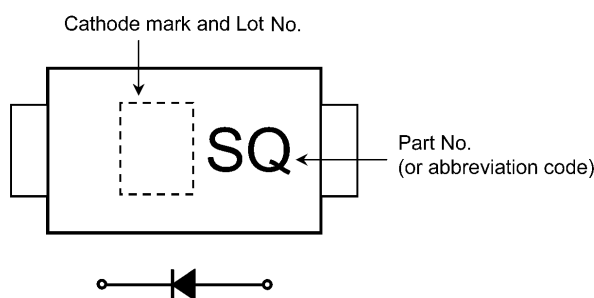 Cathode mark and Lot No.
SQ
Part No.
(or abbreviation code)